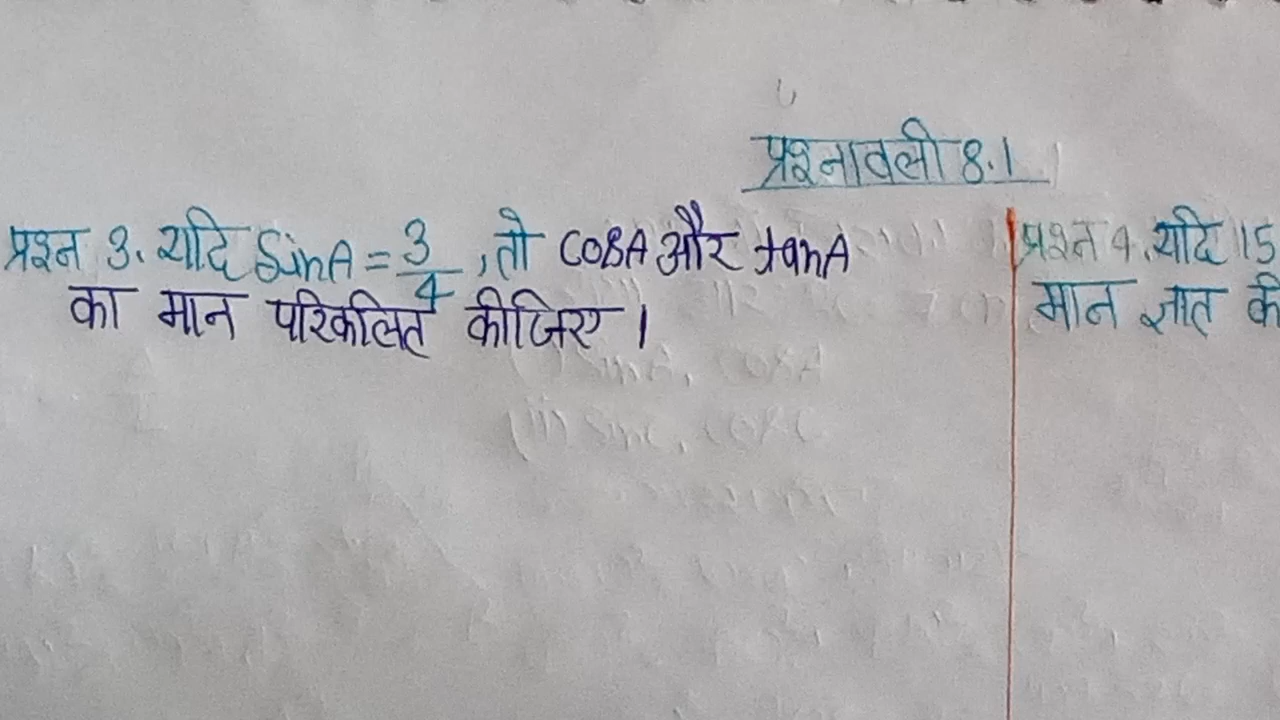 प्रश्नावली 8.1
प्रश्न 3. यदि SinA = 3/4, तो COSA और tanA
का मान परिकलित कीजिए।
प्रश्न 4. यदि 15
मान ज्ञात की